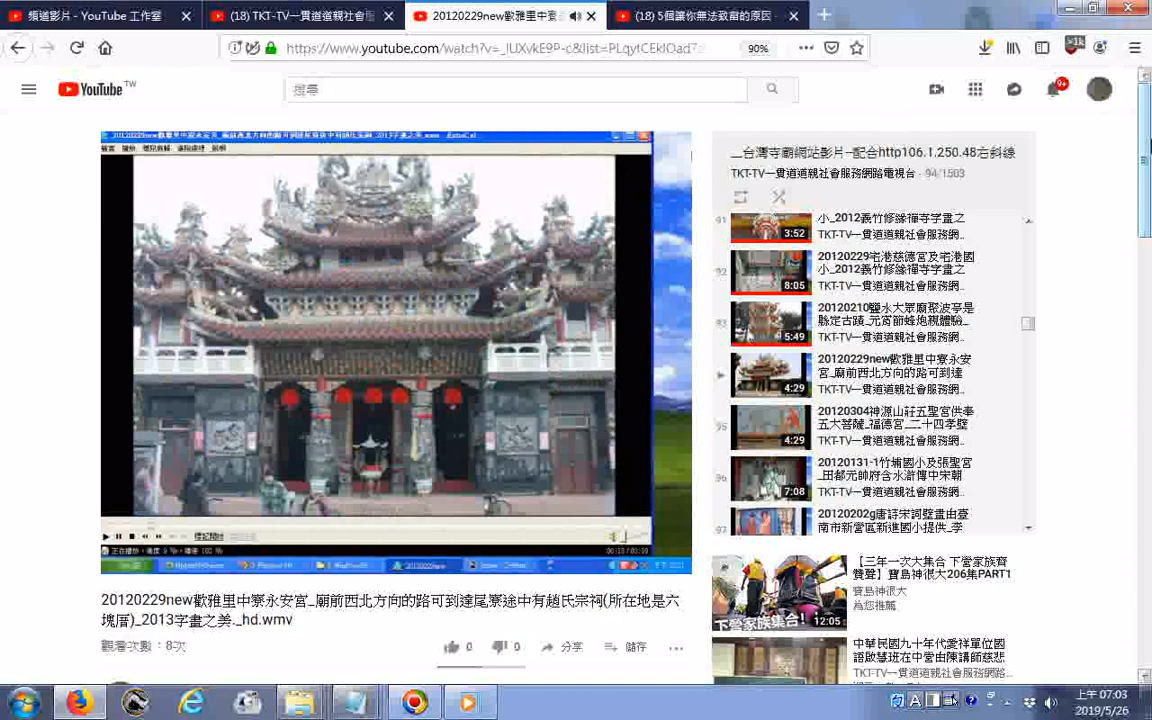 頻道影片 - YouTube 工作室
(18) TKT-TV一貫道道親社會
20120229new歡雅里中寮
(18) 5個讓你無法致富的原因
https://www.youtube.com/watch?v=_lUXvkE9P-c&list=PLqyfCEklOad7
90%
YouTube TW
搜尋
9+
二台灣寺廟網站影片--配合http106.1.250.48右斜線
TKT-TV一貫道道親社會服務網路電視台 - 94/1503
91
小_2012義竹修緣禪寺字畫之
TKT-TV一貫道道親社會服務網..
3:52
92
20120229宅港慈德宮及宅港國
小_2012義竹修緣禪寺字畫之
TKT-TV一貫道道親社會服務網..
8:05
93
20120210鹽水大眾廟聚波亭是
縣定古蹟_元宵節蜂炮親體驗_
TKT-TV一貫道道親社會服務網..
5:49
20120229new歡雅里中寮永安
宮_廟前西北方向的路可到達
TKT-TV一貫道道親社會服務網..
4:29
95
20120304神源山莊五聖宮供奉
五大菩薩_福德宮_二十四孝壁
TKT-TV一貫道道親社會服務網..
4:29
96
20120131-1竹埔國小及張聖宮
_田都元帥府含水滸傳中宋朝
TKT-TV一貫道道親社會服務網..
7:08
97
20120202g唐詩宋詞壁畫由臺
南市新營區新進國小提供_李
20120229new歡雅里中寮永安宮_廟前西北方向的路可到達尾寮途中有趙氏宗祠(所在地是六
塊厝)_2013字畫之美._hd.wmv
觀看次數：8次
0
0
分享
儲存
【三年一次大集合 下營家族齊
贊聲】寶島神很大206集PART1
寶島神很大
為您推薦
下營家族集合!
12:05
中華民國九十年代愛祥單位國
語啟慧班在中堂由陳講師慈悲
TKT-TV一貫道道親社會服務網路...
上午 07:03
2019/5/26